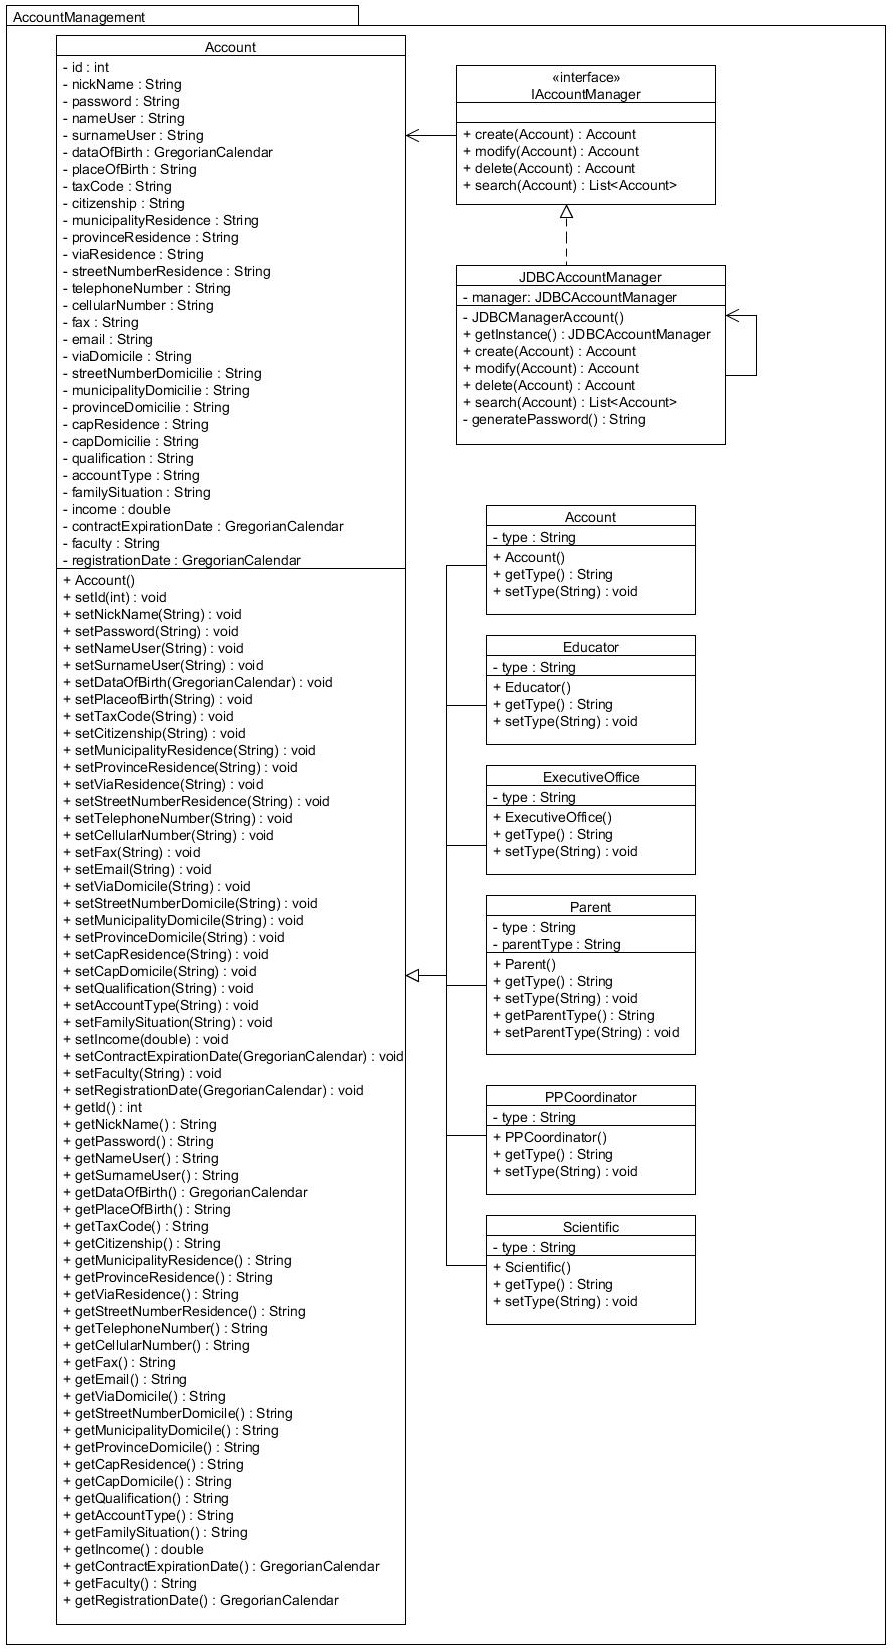 AccountManagement
Account
- id : int
- nickName : String
- password : String
- nameUser : String
- surnameUser : String
- dataOfBirth : GregorianCalendar
- placeOfBirth : String
- taxCode : String
- citizenship : String
- municipalityResidence : String
- provinceResidence : String
- viaResidence : String
- streetNumberResidence : String
- telephoneNumber : String
- cellularNumber : String
- fax : String
- email : String
- viaDomicile : String
- streetNumberDomicilie : String
- municipalityDomicilie : String
- provinceDomicilie : String
- capResidence : String
- capDomicilie : String
- qualification : String
- accountType : String
- familySituation : String
- income : double
- contractExpirationDate : GregorianCalendar
- faculty : String
- registrationDate : GregorianCalendar
+ Account()
+ setId(int) : void
+ setNickName(String) : void
+ setPassword(String) : void
+ setNameUser(String) : void
+ setSurnameUser(String) : void
+ setDataOfBirth(GregorianCalendar) : void
+ setPlaceofBirth(String) : void
+ setTaxCode(String) : void
+ setCitizenship(String) : void
+ setMunicipalityResidence(String) : void
+ setProvinceResidence(String) : void
+ setViaResidence(String) : void
+ setStreetNumberResidence(String) : void
+ setTelephoneNumber(String) : void
+ setCellularNumber(String) : void
+ setFax(String) : void
+ setEmail(String) : void
+ setViaDomicile(String) : void
+ setStreetNumberDomicile(String) : void
+ setMunicipalityDomicile(String) : void
+ setProvinceDomicile(String) : void
+ setCapResidence(String) : void
+ setCapDomicile(String) : void
+ setQualification(String) : void
+ setAccountType(String) : void
+ setFamilySituation(String) : void
+ setIncome(double) : void
+ setContractExpirationDate(GregorianCalendar) : void
+ setFaculty(String) : void
+ setRegistrationDate(GregorianCalendar) : void
+ getId() : int
+ getNickName() : String
+ getPassword() : String
+ getNameUser() : String
+ getSurnameUser() : String
+ getDataOfBirth() : GregorianCalendar
+ getPlaceOfBirth() : String
+ getTaxCode() : String
+ getCitizenship() : String
+ getMunicipalityResidence() : String
+ getProvinceResidence() : String
+ getViaResidence() : String
+ getStreetNumberResidence() : String
+ getTelephoneNumber() : String
+ getCellularNumber() : String
+ getFax() : String
+ getEmail() : String
+ getViaDomicile() : String
+ getStreetNumberDomicile() : String
+ getMunicipalityDomicile() : String
+ getProvinceDomicile() : String
+ getCapResidence() : String
+ getCapDomicile() : String
+ getQualification() : String
+ getAccountType() : String
+ getFamilySituation() : String
+ getIncome() : double
+ getContractExpirationDate() : GregorianCalendar
+ getFaculty() : String
+ getRegistrationDate() : GregorianCalendar
«interface»
IAccountManager
+ create(Account) : Account
+ modify(Account) : Account
+ delete(Account) : Account
+ search(Account) : List<Account>
JDBCAccountManager
- manager: JDBCAccountManager
- JDBCManagerAccount()
+ getInstance() : JDBCAccountManager
+ create(Account) : Account
+ modify(Account) : Account
+ delete(Account) : Account
+ search(Account) : List<Account>
- generatePassword() : String
Account
- type : String
+ Account()
+ getType() : String
+ setType(String) : void
Educator
- type : String
+ Educator()
+ getType() : String
+ setType(String) : void
ExecutiveOffice
- type : String
+ ExecutiveOffice()
+ getType() : String
+ setType(String) : void
Parent
- type : String
- parentType : String
+ Parent()
+ getType() : String
+ setType(String) : void
+ getParentType() : String
+ setParentType(String) : void
PPCoordinator
- type : String
+ PPCoordinator()
+ getType() : String
+ setType(String) : void
Scientific
- type : String
+ Scientific()
+ getType() : String
+ setType(String) : void